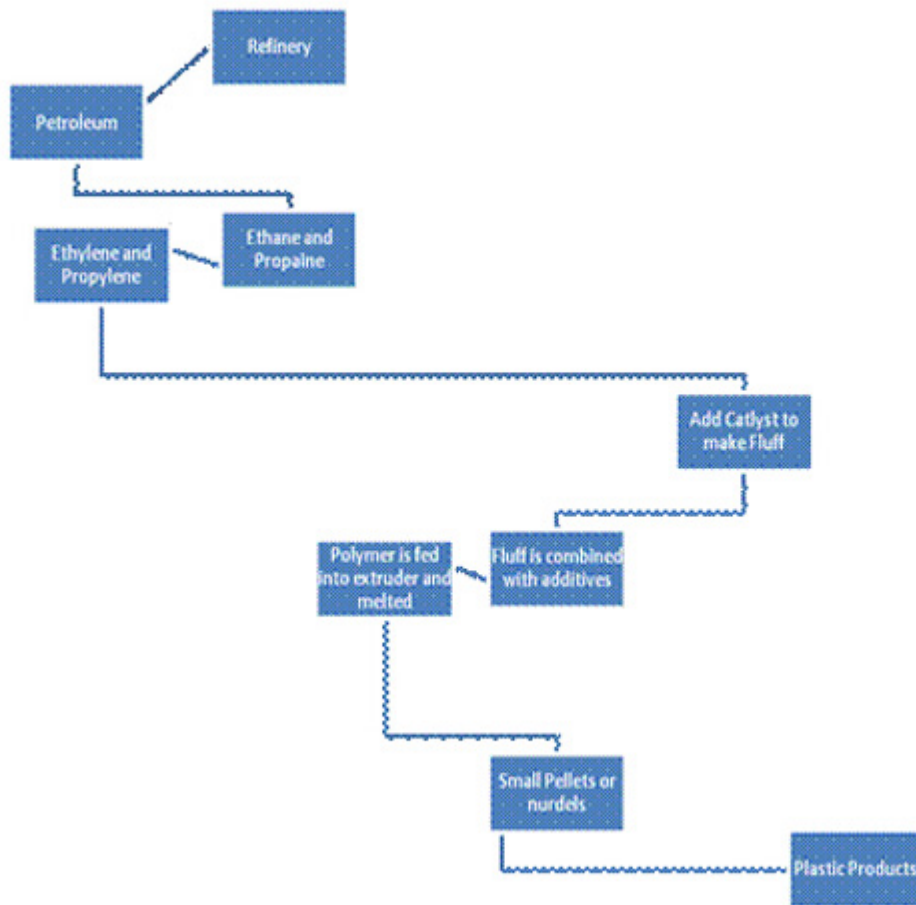 Refinery
Petroleum
Ethane and
Propaine
Ethylene and
Propylene
Add Catlyst to
make Fluff
Fluff is combined
with additives
Polymer is fed
into extruder and
melted
Small Pellets or
nurdels
Plastic Products